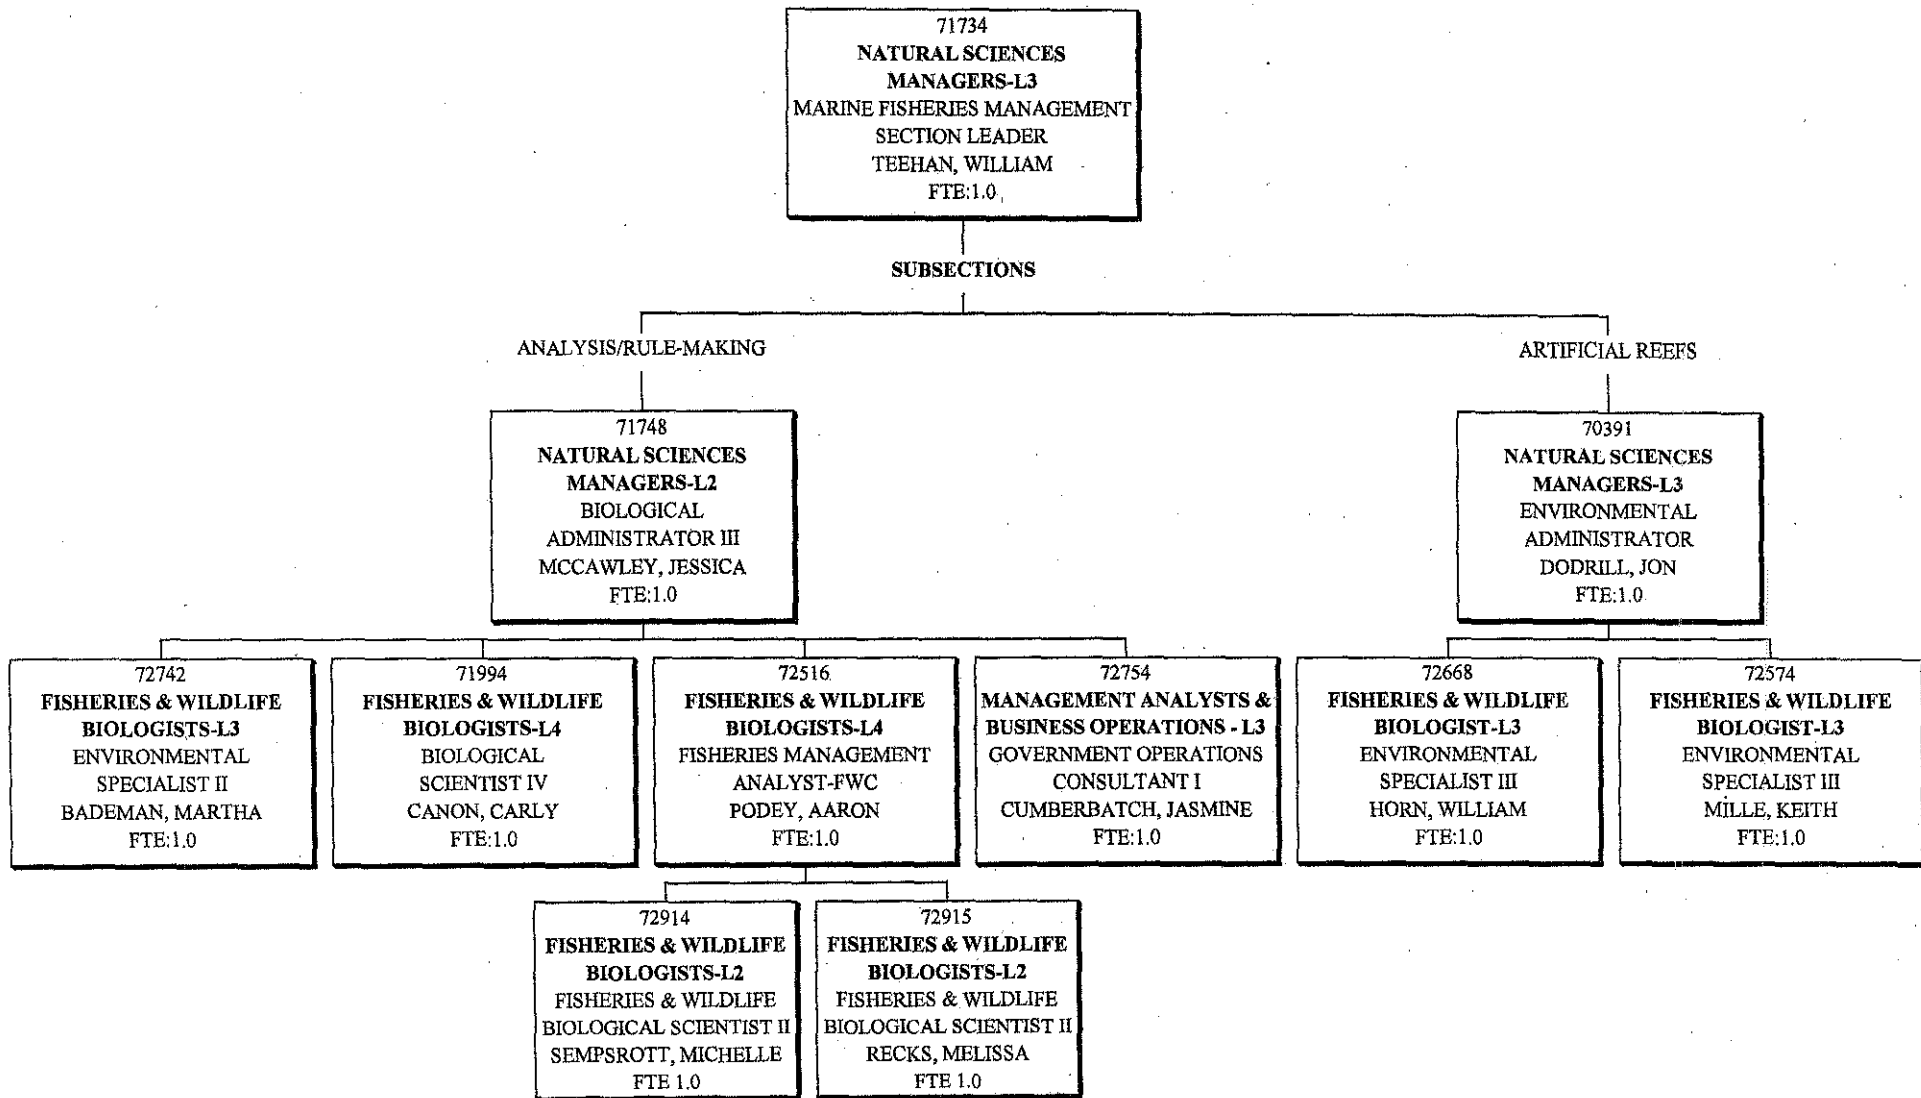 71734
NATURAL SCIENCES
MANAGERS-L3
MARINE FISHERIES MANAGEMENT
SECTION LEADER
TEEHAN, WILLIAM
FTE:1.0
SUBSECTIONS
ANALYSIS/RULE-MAKING
ARTIFICIAL REEFS
71748
NATURAL SCIENCES
MANAGERS-L2
BIOLOGICAL
ADMINISTRATOR III
MCCAWLEY, JESSICA
FTE:1.0
70391
NATURAL SCIENCES
MANAGERS-L3
ENVIRONMENTAL
ADMINISTRATOR
DODRILL, JON
FTE:1.0
72742
FISHERIES & WILDLIFE
BIOLOGISTS-L3
ENVIRONMENTAL
SPECIALIST II
BADEMAN, MARTHA
FTE:1.0
71994
FISHERIES & WILDLIFE
BIOLOGISTS-L4
BIOLOGICAL
SCIENTIST IV
CANON, CARLY
FTE:1.0
72516
FISHERIES & WILDLIFE
BIOLOGISTS-L4
FISHERIES MANAGEMENT
ANALYST-FWC
PODEY, AARON
FTE:1.0
72754
MANAGEMENT ANALYSTS &
BUSINESS OPERATIONS - L3
GOVERNMENT OPERATIONS
CONSULTANT I
CUMBERBATCH, JASMINE
FTE:1.0
72668
FISHERIES & WILDLIFE
BIOLOGIST-L3
ENVIRONMENTAL
SPECIALIST III
HORN, WILLIAM
FTE:1.0
72574
FISHERIES & WILDLIFE
BIOLOGIST-L3
ENVIRONMENTAL
SPECIALIST III
MILLE, KEITH
FTE:1.0
72914
FISHERIES & WILDLIFE
BIOLOGISTS-L2
FISHERIES & WILDLIFE
BIOLOGICAL SCIENTIST II
SEMPSROTT, MICHELLE
FTE 1.0
72915
FISHERIES & WILDLIFE
BIOLOGISTS-L2
FISHERIES & WILDLIFE
BIOLOGICAL SCIENTIST II
RECKS, MELISSA
FTE 1.0